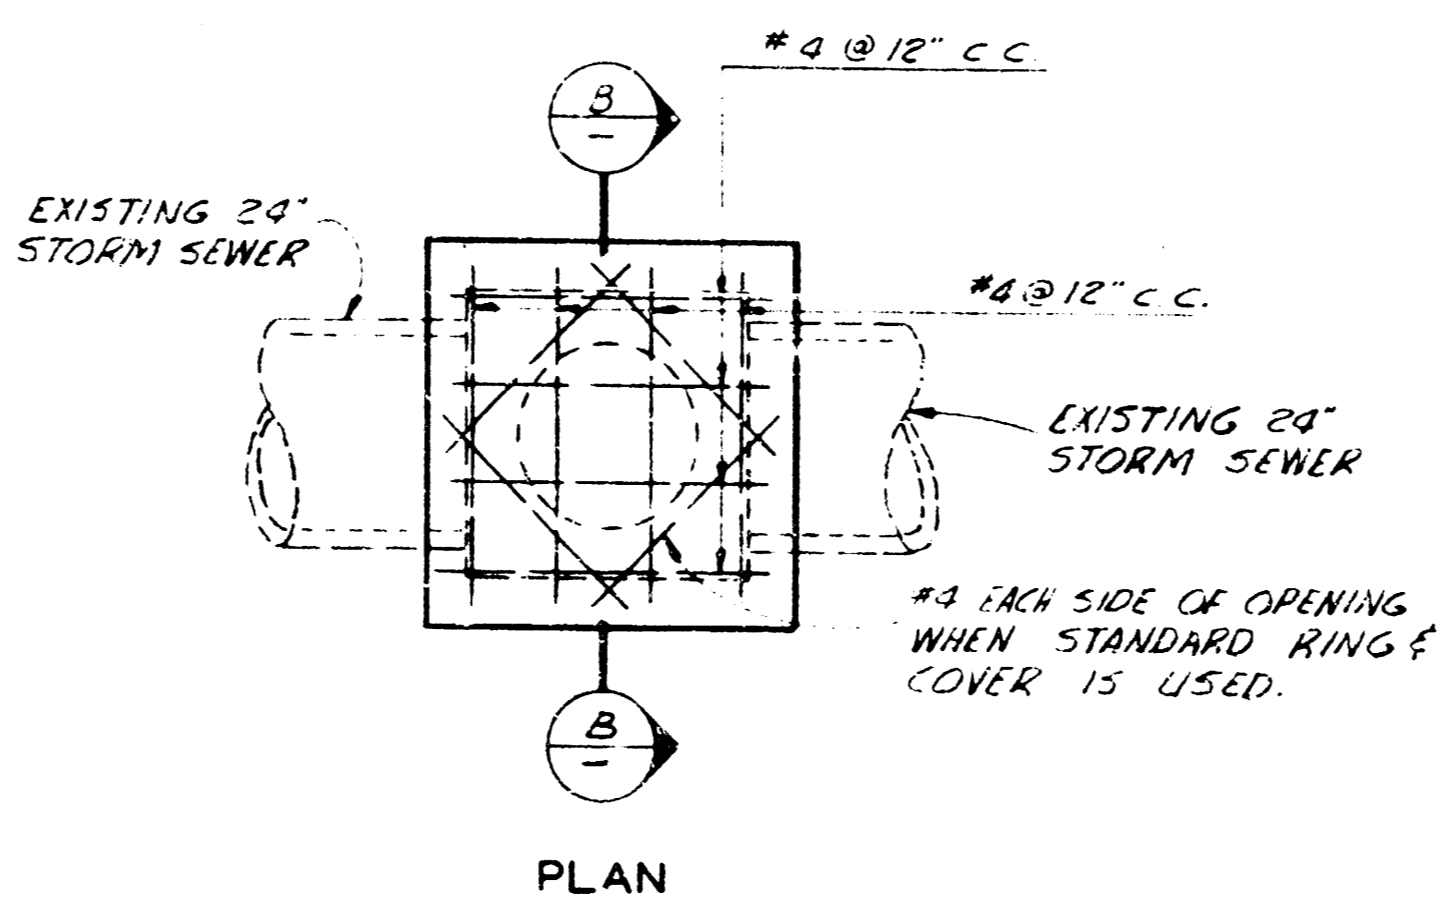 #4 @ 12" C C.
B
EXISTING 24"
STORM SEWER
#4 @ 12" C.C.
EXISTING 24"
STORM SEWER
#4 EACH SIDE OF OPENING
WHEN STANDARD RING &
COVER IS USED.
B
PLAN